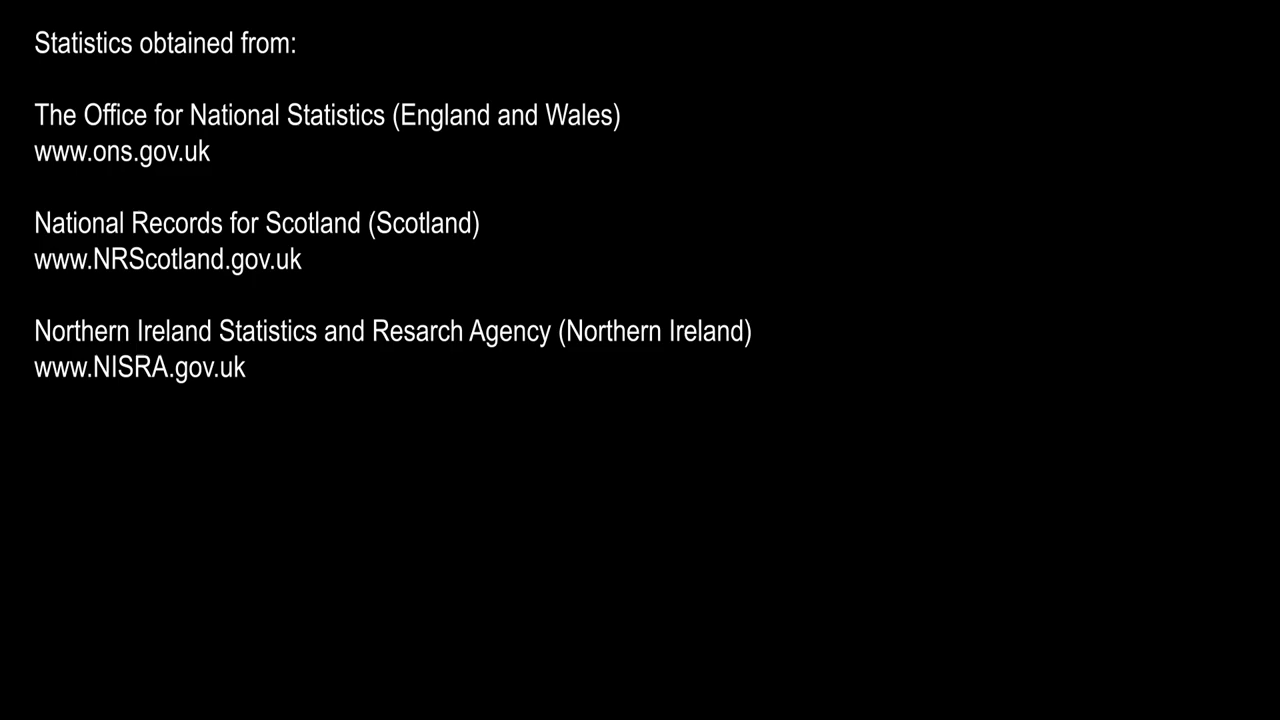 Statistics obtained from:
The Office for National Statistics (England and Wales)
www.ons.gov.uk
National Records for Scotland (Scotland)
www.NRScotland.gov.uk
Northern Ireland Statistics and Resarch Agency (Northern Ireland)
www.NISRA.gov.uk